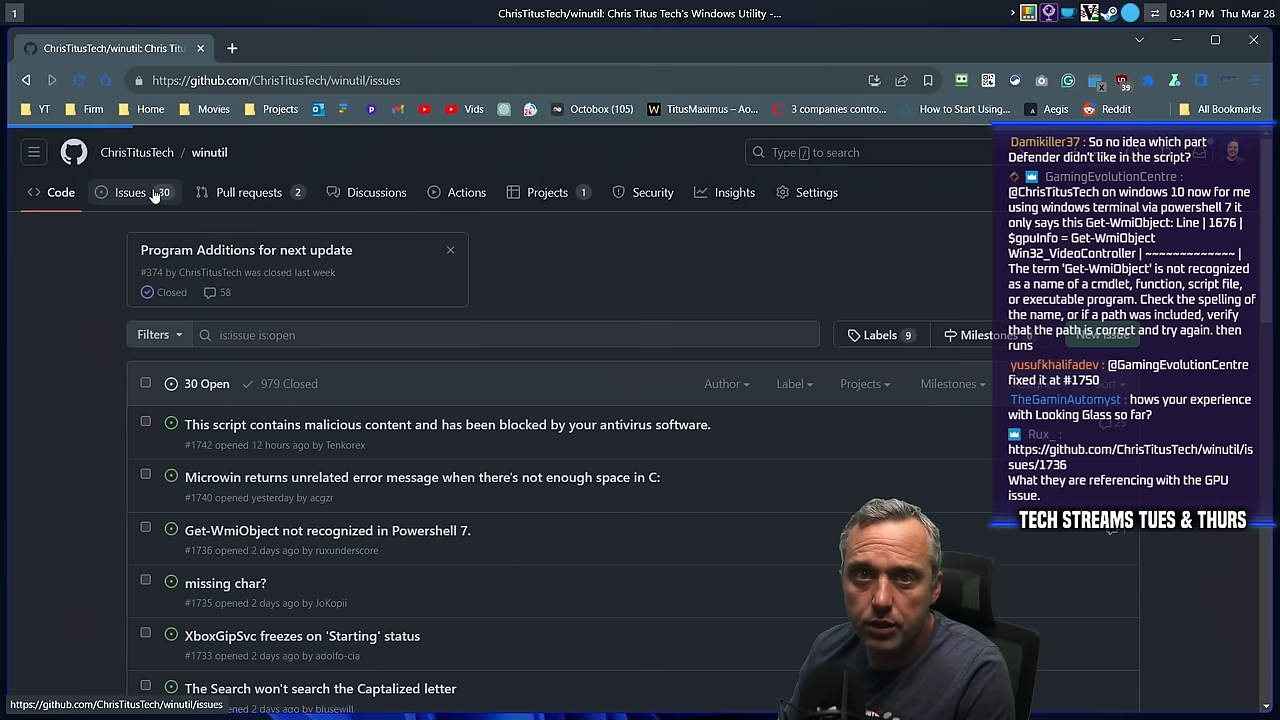 1
ChrisTitusTech/winutil: Chris Titus Tech's Windows Utility -...
03:41 PM Thu Mar 28
ChrisTitusTech/winutil: Chris Titu
https://github.com/ChrisTitusTech/winutil/issues
39
YT
Firm
Home
Movies
Projects
Vids
Octobox (105)
TitusMaximus – Ao...
3 companies contro...
How to Start Using...
Aegis
Reddit
All Bookmarks
ChrisTitusTech / winutil
Type / to search
Code
Issues 30
Pull requests 2
Discussions
Actions
Projects 1
Security
Insights
Settings
Program Additions for next update
#374 by ChrisTitusTech was closed last week
Closed 58
Filters
is:issue is:open
Labels 9
Milestones
New issue
30 Open
979 Closed
Author
Label
Projects
Milestones
This script contains malicious content and has been blocked by your antivirus software.
#1742 opened 12 hours ago by Tenkorex
25
Microwin returns unrelated error message when there's not enough space in C:
#1740 opened yesterday by acgzr
Get-WmiObject not recognized in Powershell 7.
#1736 opened 2 days ago by ruxunderscore
missing char?
#1735 opened 2 days ago by JoKopii
XboxGipSvc freezes on 'Starting' status
#1733 opened 2 days ago by adolfo-cia
The Search won't search the Captalized letter
bluesewill
https://github.com/ChrisTitusTech/winutil/issues
Damikiller37 : So no idea which part
Defender didn't like in the script?
GamingEvolutionCentre :
@ChrisTitusTech on windows 10 now for me
using windows terminal via powershell 7 it
only says this Get-WmiObject: Line | 1676 |
$gpuInfo = Get-WmiObject
Win32_VideoController | ~~~~~~~~~~~~~ |
The term 'Get-WmiObject' is not recognized
as a name of a cmdlet, function, script file,
or executable program. Check the spelling of
the name, or if a path was included, verify
that the path is correct and try again. then
runs
yusufkhalifadev : @GamingEvolutionCentre
fixed it at #1750
TheGaminAutomyst : hows your experience
with Looking Glass so far?
Rux_ :
https://github.com/ChrisTitusTech/winutil/is
sues/1736
What they are referencing with the GPU
issue.
TECH STREAMS TUES & THURS